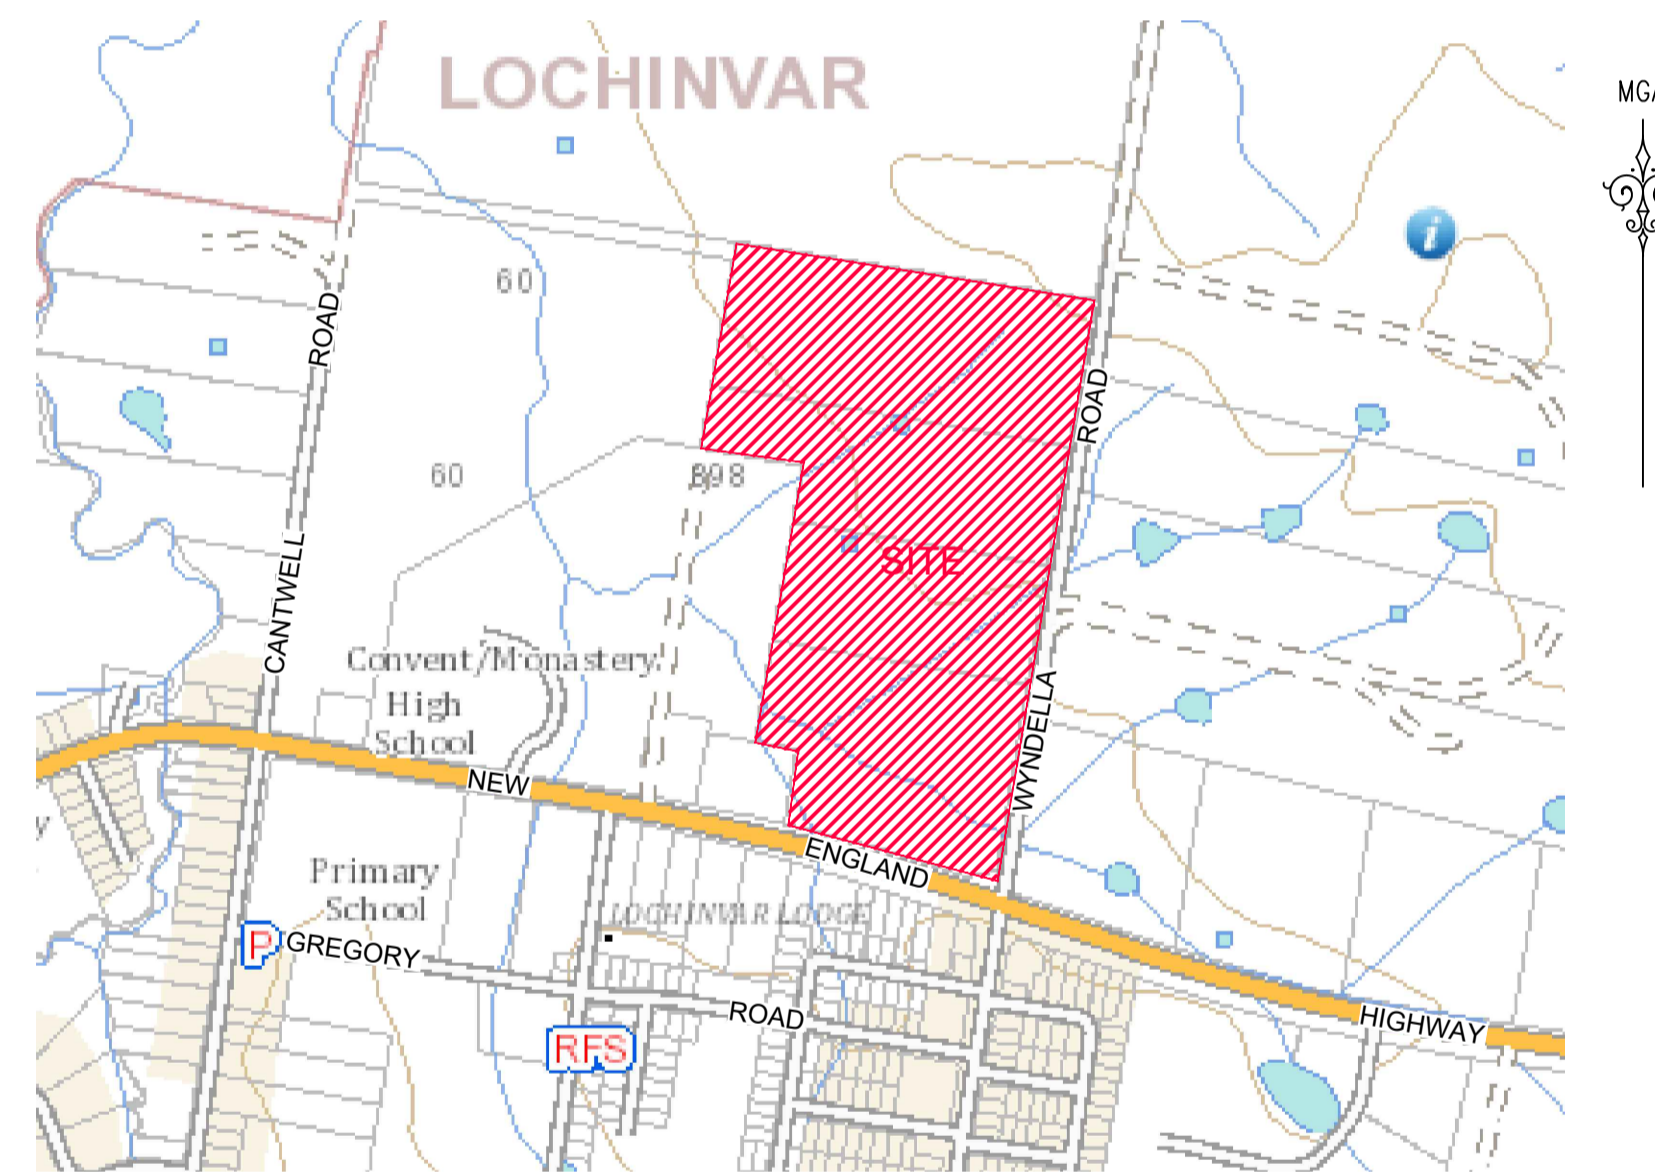 LOCHINVAR
MGA
i
60
ROAD
ROAD
60
898
SITE
CANTWELL
Convent/Monastery
High
School
WYNDELLA
NEW
y
ENGLAND
Primary
School
LOCHINVAR LODGE
P
GREGORY
ROAD
HIGHWAY
RFS